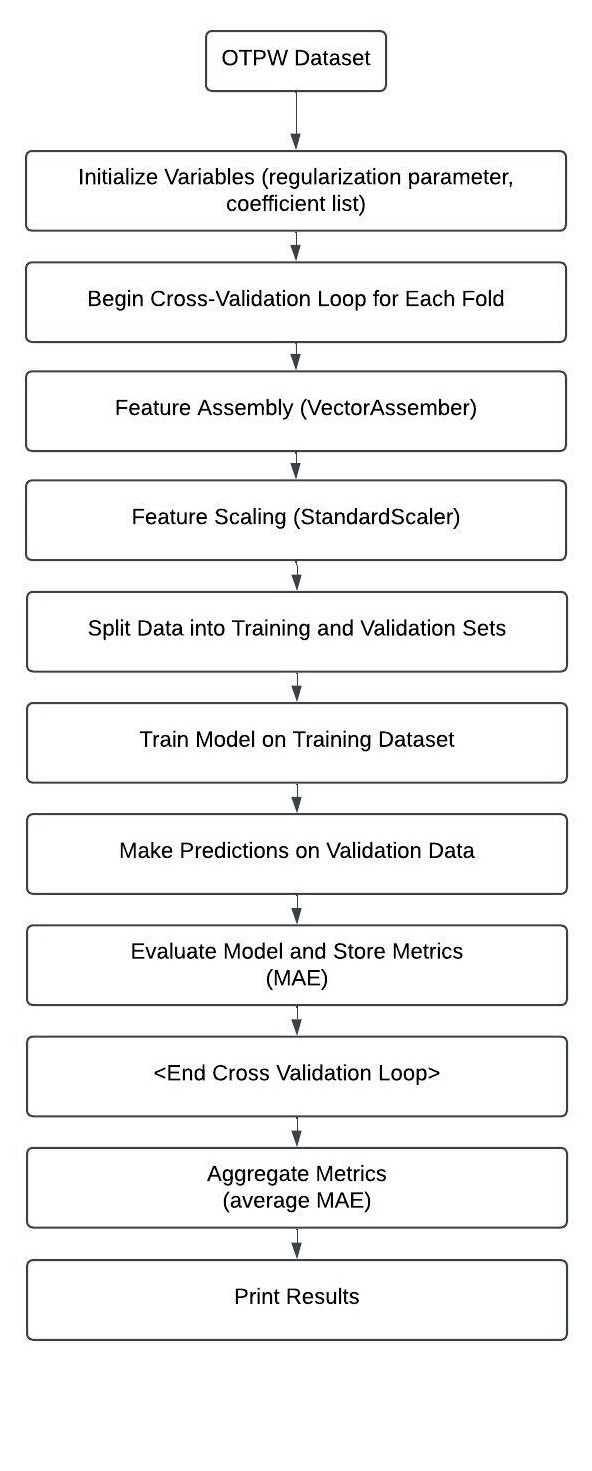 OTPW Dataset
Initialize Variables (regularization parameter,
coefficient list)
Begin Cross-Validation Loop for Each Fold
Feature Assembly (VectorAssember)
Feature Scaling (StandardScaler)
Split Data into Training and Validation Sets
Train Model on Training Dataset
Make Predictions on Validation Data
Evaluate Model and Store Metrics
(MAE)
<End Cross Validation Loop>
Aggregate Metrics
(average MAE)
Print Results